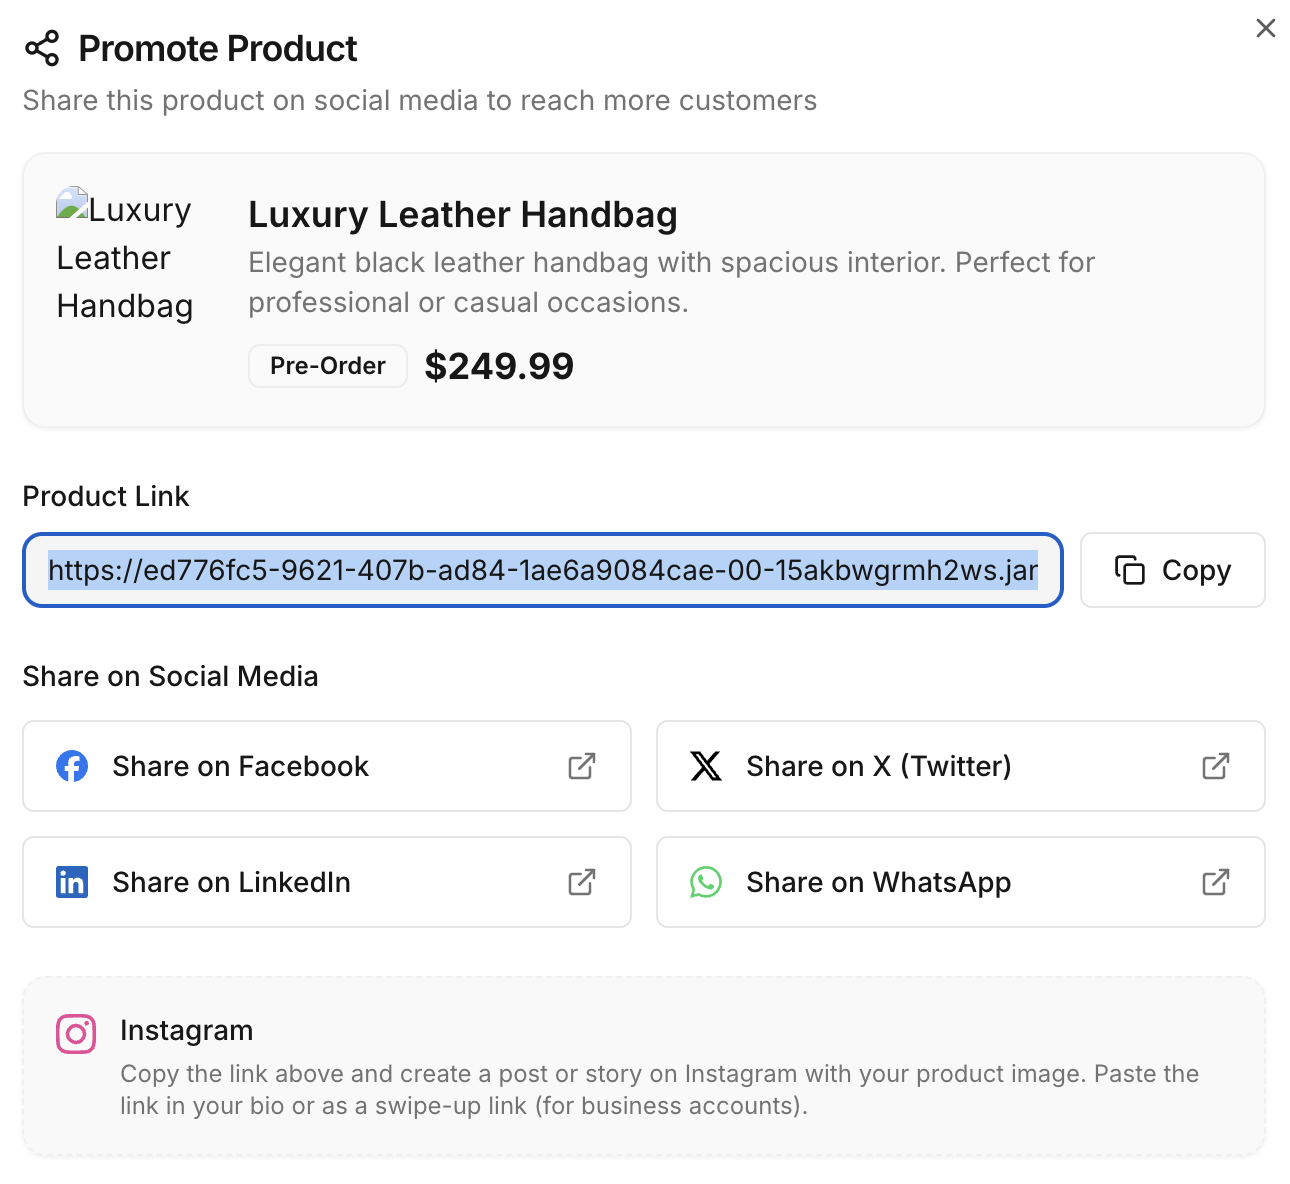 Promote Product
Share this product on social media to reach more customers
Luxury
Leather
Handbag
Luxury Leather Handbag
Elegant black leather handbag with spacious interior. Perfect for
professional or casual occasions.
Pre-Order $249.99
Product Link
https://ed776fc5-9621-407b-ad84-1ae6a9084cae-00-15akbwgrmh2ws.jan
Copy
Share on Social Media
Share on Facebook
Share on X (Twitter)
Share on LinkedIn
Share on WhatsApp
Instagram
Copy the link above and create a post or story on Instagram with your product image. Paste the
link in your bio or as a swipe-up link (for business accounts).